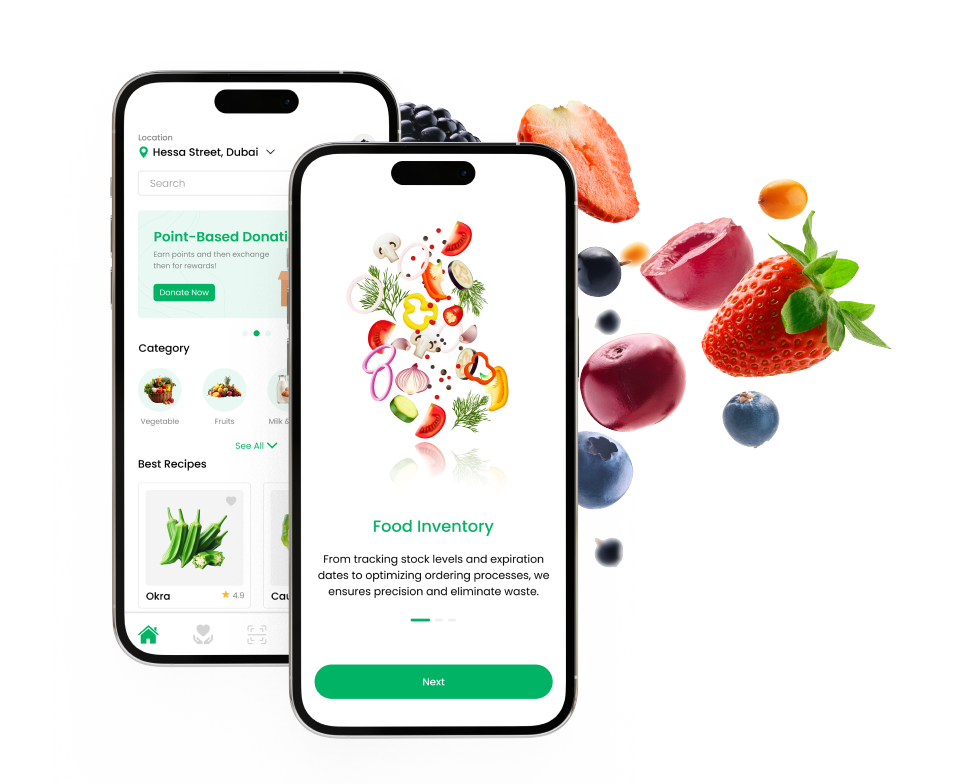 Location
Hessa Street, Dubai
Search
Point-Based Donati
Earn points and then exchange
then for rewards!
Donate Now
Category
Vegetable
Fruits
Milk &
See All
Best Recipes
Okra
4.9
Cau
Food Inventory
From tracking stock levels and expiration
dates to optimizing ordering processes, we
ensures precision and eliminate waste.
Next